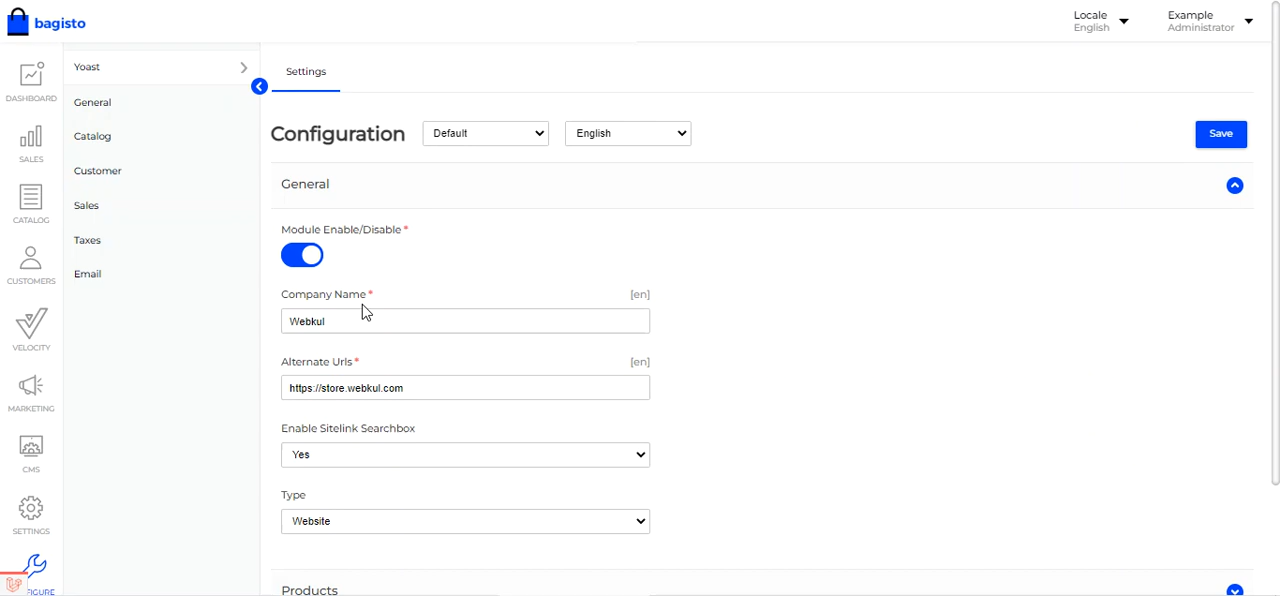 bagisto
Locale
English
Example
Administrator
DASHBOARD
SALES
CATALOG
CUSTOMERS
VELOCITY
MARKETING
CMS
SETTINGS
FIGURE
Yoast
General
Catalog
Customer
Sales
Taxes
Email
Settings
Configuration Default English Save
General
Module Enable/Disable *
Company Name * [en]
Webkul
Alternate Urls * [en]
https://store.webkul.com
Enable Sitelink Searchbox
Yes
Type
Website
Products